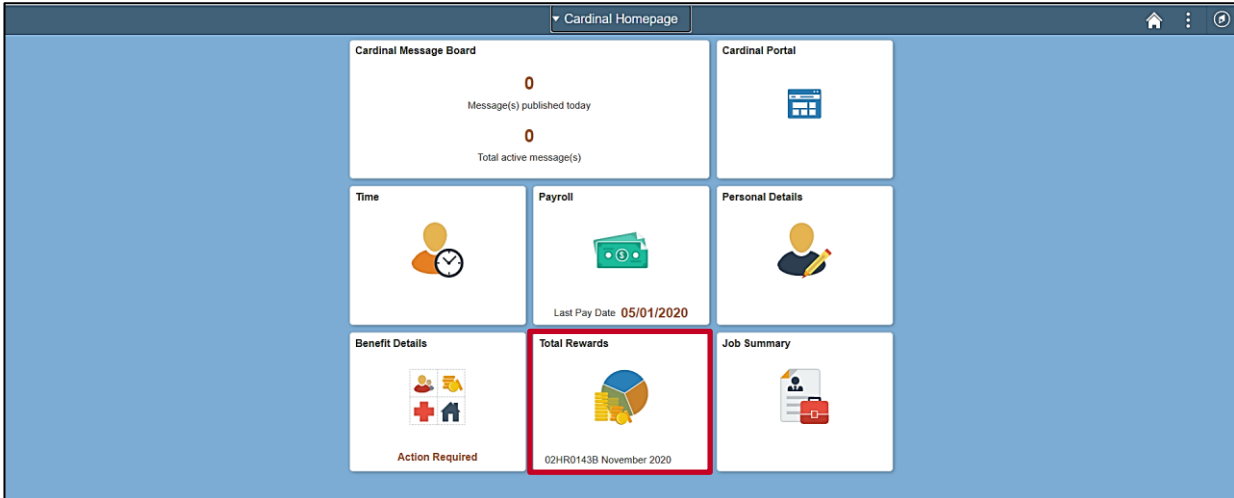 Cardinal Homepage
Cardinal Message Board
0
Message(s) published today
0
Total active message(s)
Cardinal Portal
Time
Payroll
Last Pay Date 05/01/2020
Personal Details
Benefit Details
Action Required
Total Rewards
02HR0143B November 2020
Job Summary